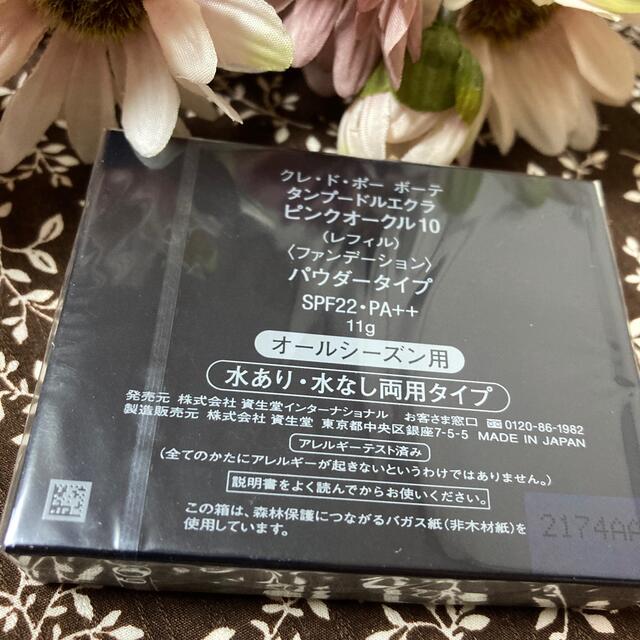 クレ・ド・ポー ボーテ
タンプードルエクラ
ピンクオークル10
〈レフィル〉
〈ファンデーション〉
パウダータイプ
SPF22・PA++
11g
オールシーズン用
水あり・水なし両用タイプ
発売元 株式会社 資生堂インターナショナル お客さま窓口 0120-86-1982
製造販売元 株式会社 資生堂 東京都中央区銀座7-5-5 MADE IN JAPAN
アレルギーテスト済み
(全てのかたにアレルギーが起きないというわけではありません。)
説明書をよく読んでからお使いください。
この箱は、森林保護につながるバガス紙(非木材紙)を
使用しています。
2174AA